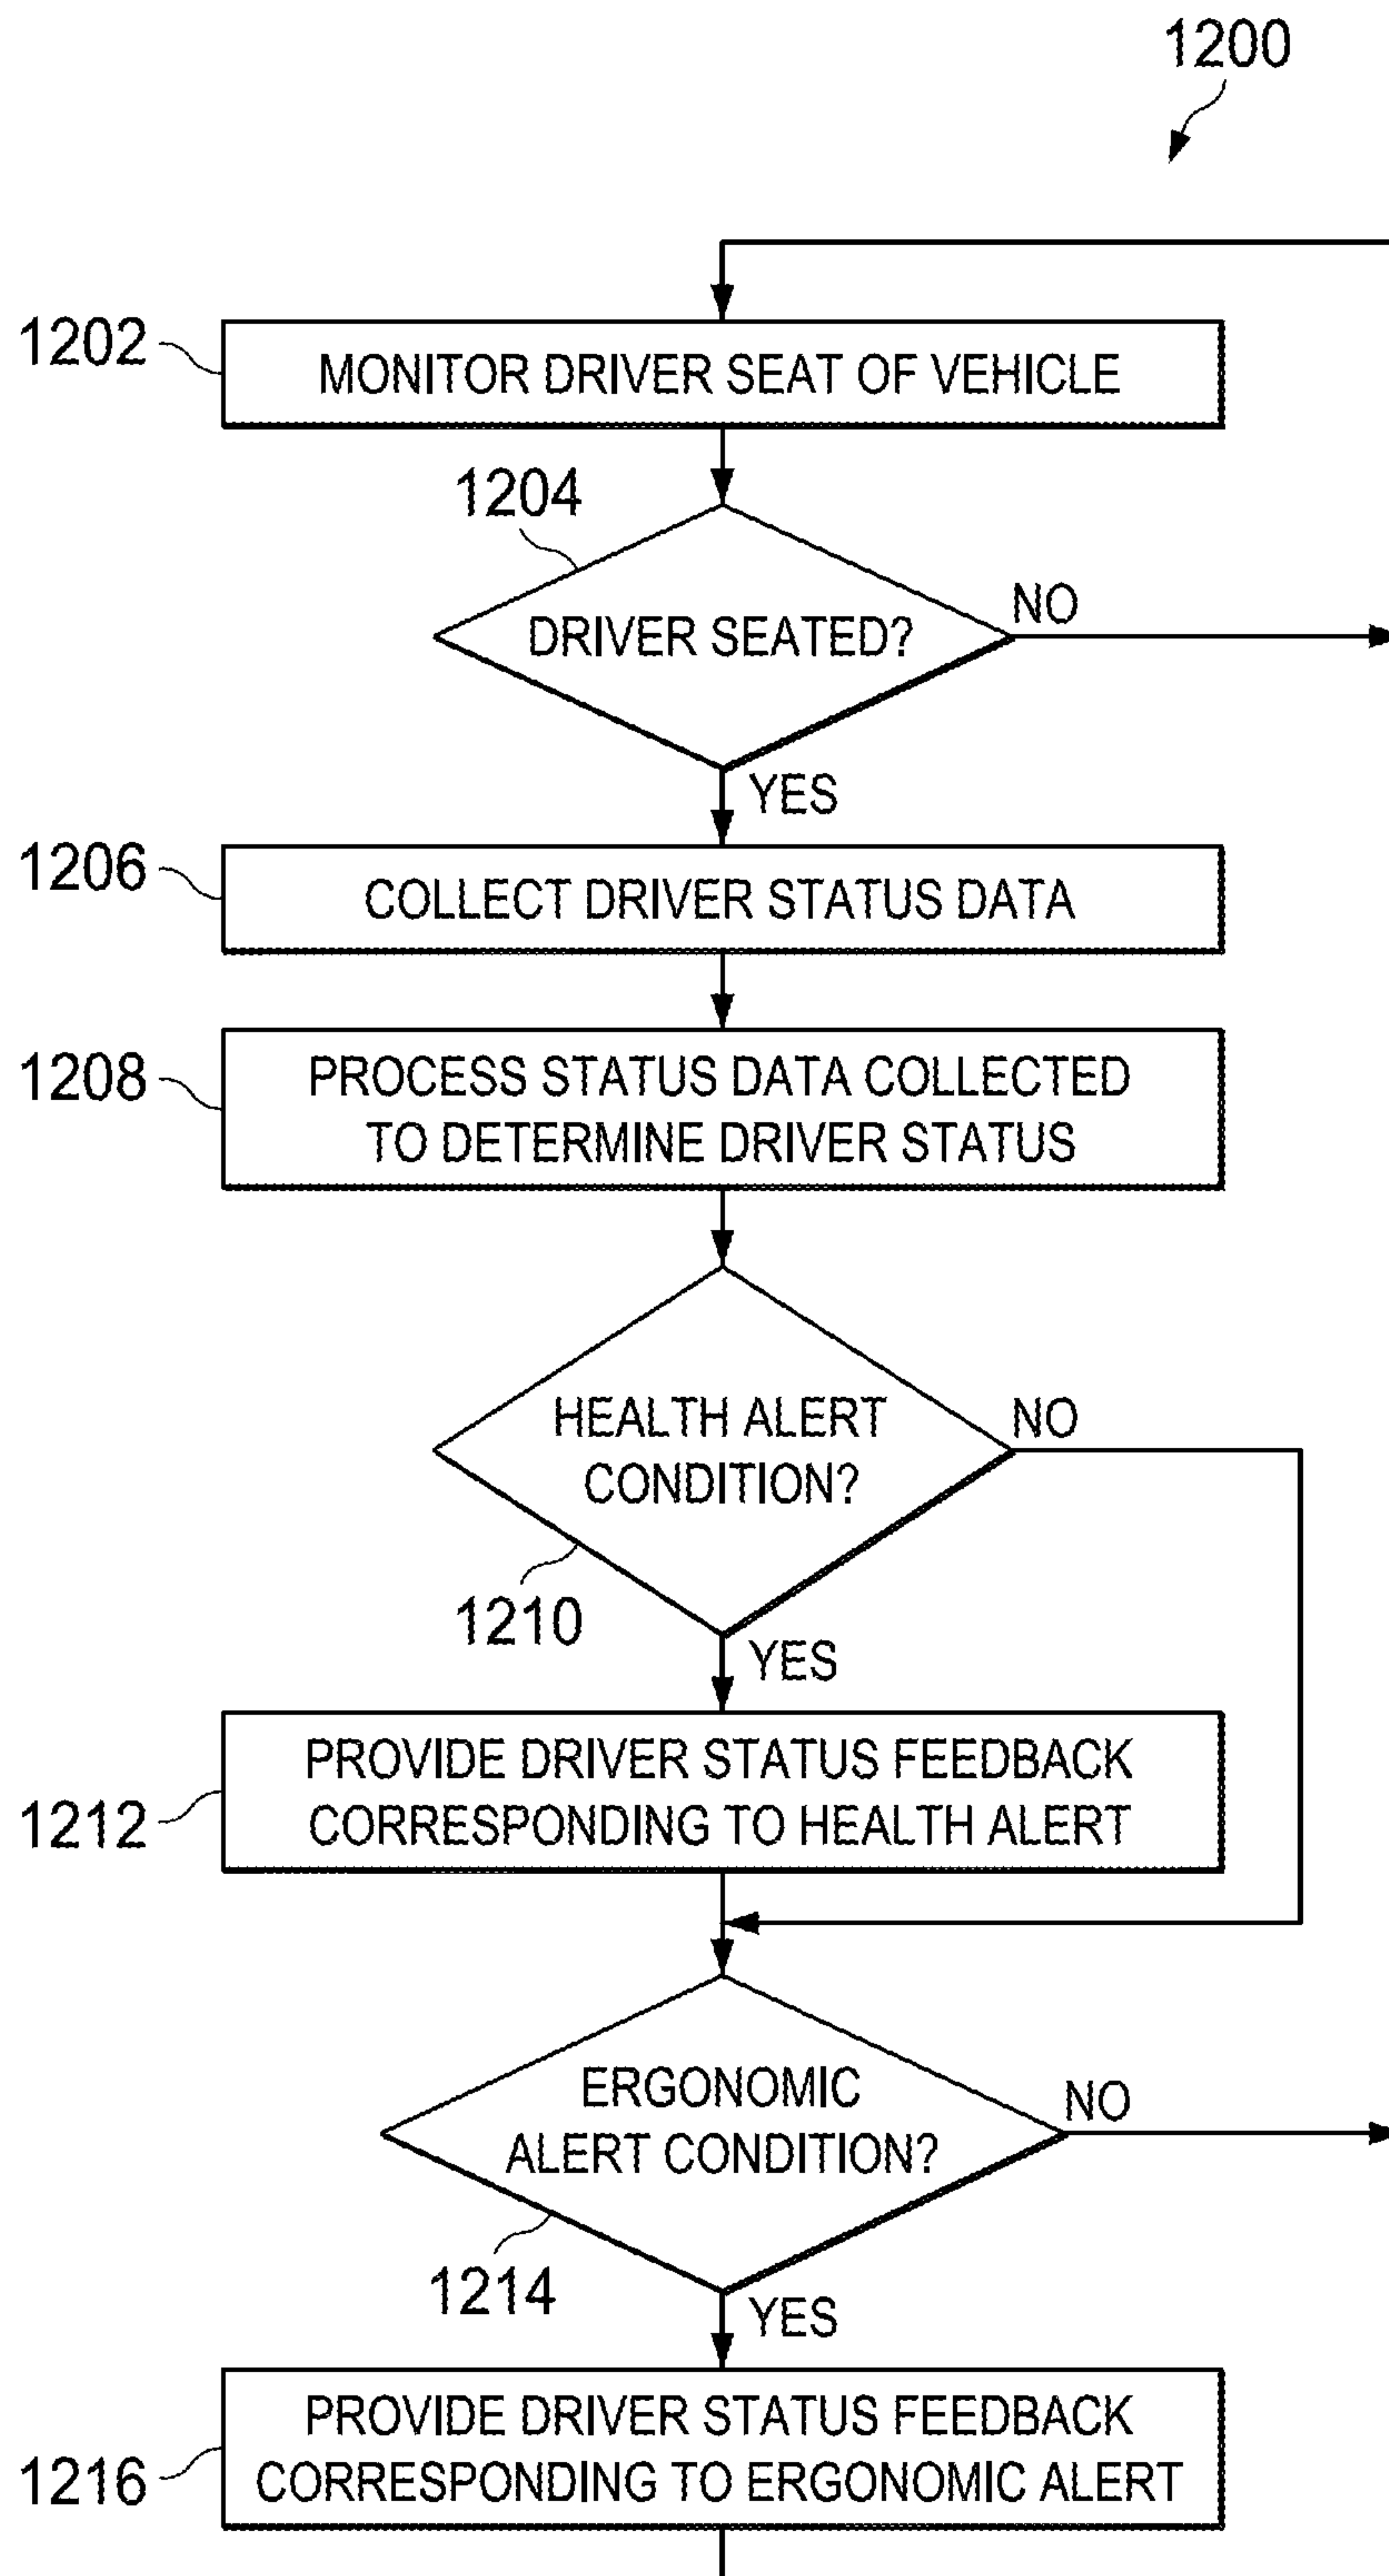 1200
1202
MONITOR DRIVER SEAT OF VEHICLE
1204
DRIVER SEATED?
NO
YES
1206
COLLECT DRIVER STATUS DATA
1208
PROCESS STATUS DATA COLLECTED
TO DETERMINE DRIVER STATUS
HEALTH ALERT
CONDITION?
NO
1210
YES
1212
PROVIDE DRIVER STATUS FEEDBACK
CORRESPONDING TO HEALTH ALERT
ERGONOMIC
ALERT CONDITION?
NO
1214
YES
1216
PROVIDE DRIVER STATUS FEEDBACK
CORRESPONDING TO ERGONOMIC ALERT